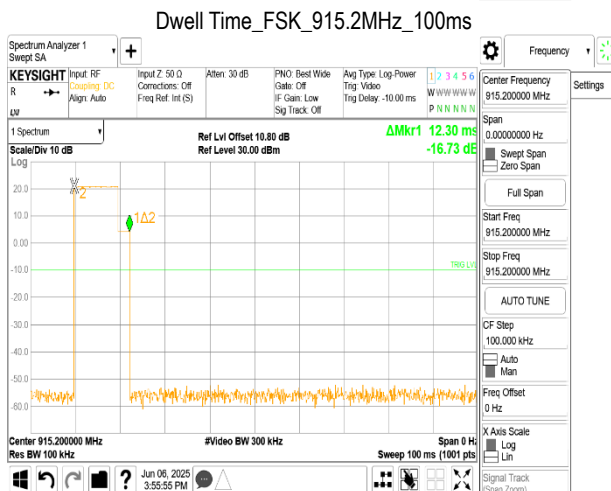 Dwell Time_FSK_915.2MHz_100ms
Spectrum Analyzer 1
Swept SA
+
Frequency
Settings
KEYSIGHT
R
Input: RF
Coupling: DC
Align: Auto
Input Z: 50 Ω
Corrections: Off
Freq Ref: Int (S)
Atten: 30 dB
PNO: Best Wide
Gate: Off
IF Gain: Low
Sig Track: Off
Avg Type: Log-Power
Trig: Video
Trig Delay: -10.00 ms
1 2 3 4 5 6
W W W W W W
P N N N N N
1 Spectrum
Scale/Div 10 dB
Log
Ref Lvl Offset 10.80 dB
Ref Level 30.00 dBm
ΔMkr1 12.30 ms
-16.73 dB
20.0
10.0
0.00
-10.0
-20.0
-30.0
-40.0
-50.0
-60.0
X
2
1Δ2
TRIG LVL
Center 915.200000 MHz
Res BW 100 kHz
#Video BW 300 kHz
Span 0 Hz
Sweep 100 ms (1001 pts
Jun 06, 2025
3:55:55 PM
?
Center Frequency
915.200000 MHz
Span
0.00000000 Hz
Swept Span
Zero Span
Full Span
Start Freq
915.200000 MHz
Stop Freq
915.200000 MHz
AUTO TUNE
CF Step
100.000 kHz
Auto
Man
Freq Offset
0 Hz
X Axis Scale
Log
Lin
Signal Track
(Span Zoom)